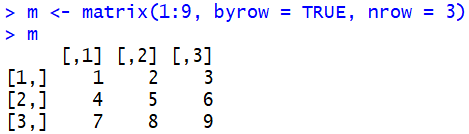 > m <- matrix(1:9, byrow = TRUE, nrow = 3)
> m
     [,1] [,2] [,3]
[1,]    1    2    3
[2,]    4    5    6
[3,]    7    8    9